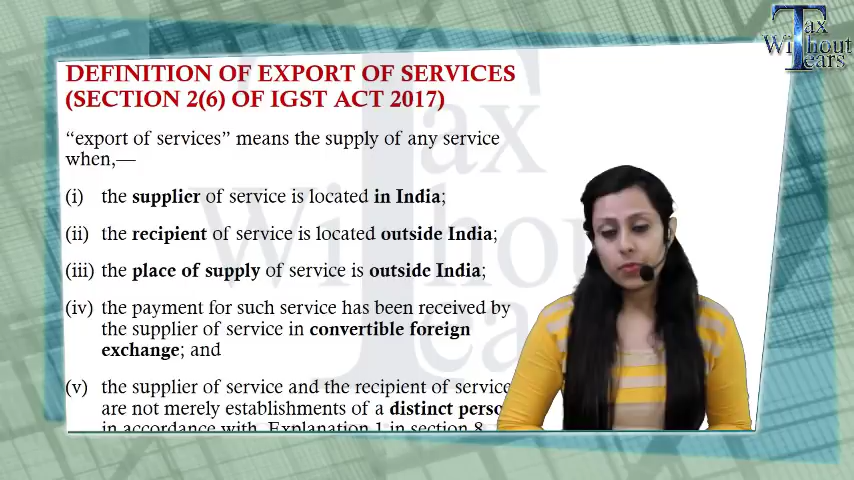 Tax
Without
Tears
DEFINITION OF EXPORT OF SERVICES
(SECTION 2(6) OF IGST ACT 2017)
“export of services” means the supply of any service
when,—
(i) the supplier of service is located in India;
(ii) the recipient of service is located outside India;
(iii) the place of supply of service is outside India;
(iv) the payment for such service has been received by
the supplier of service in convertible foreign
exchange; and
(v) the supplier of service and the recipient of service
are not merely establishments of a distinct perso
in accordance with Explanation 1 in section 8